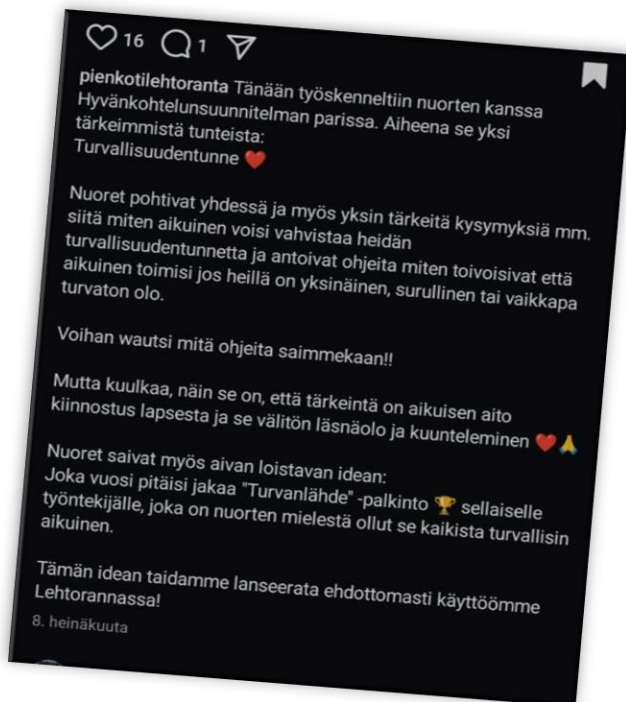 16 1
pienkotilehtoranta Tänään työskenneltiin nuorten kanssa
Hyvänkohtelunsuunnitelman parissa. Aiheena se yksi
tärkeimmistä tunteista:
Turvallisuudentunne ❤️
Nuoret pohtivat yhdessä ja myös yksin tärkeitä kysymyksiä mm.
siitä miten aikuinen voisi vahvistaa heidän
turvallisuudentunnetta ja antoivat ohjeita miten toivoisivat että
aikuinen toimisi jos heillä on yksinäinen, surullinen tai vaikkapa
turvaton olo.
Voihan wautsi mitä ohjeita saimmekaan!!
Mutta kuulkaa, näin se on, että tärkeintä on aikuisen aito
kiinnostus lapsesta ja se välitön läsnäolo ja kuunteleminen ❤️🙏
Nuoret saivat myös aivan loistavan idean:
Joka vuosi pitäisi jakaa "Turvanlähde" -palkinto 🏆 sellaiselle
työntekijälle, joka on nuorten mielestä ollut se kaikista turvallisin
aikuinen.
Tämän idean taidamme lanseerata ehdottomasti käyttöömme
Lehtorannassa!
8. heinäkuuta